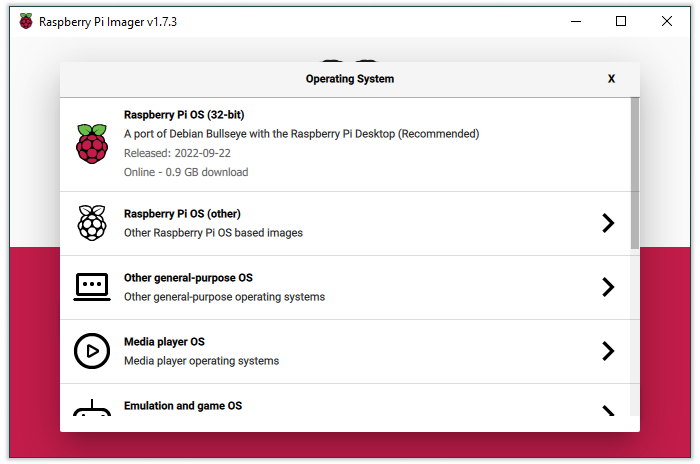 Raspberry Pi Imager v1.7.3
Operating System
X
Raspberry Pi OS (32-bit)
A port of Debian Bullseye with the Raspberry Pi Desktop (Recommended)
Released: 2022-09-22
Online - 0.9 GB download
Raspberry Pi OS (other)
Other Raspberry Pi OS based images
Other general-purpose OS
Other general-purpose operating systems
Media player OS
Media player operating systems
Emulation and game OS